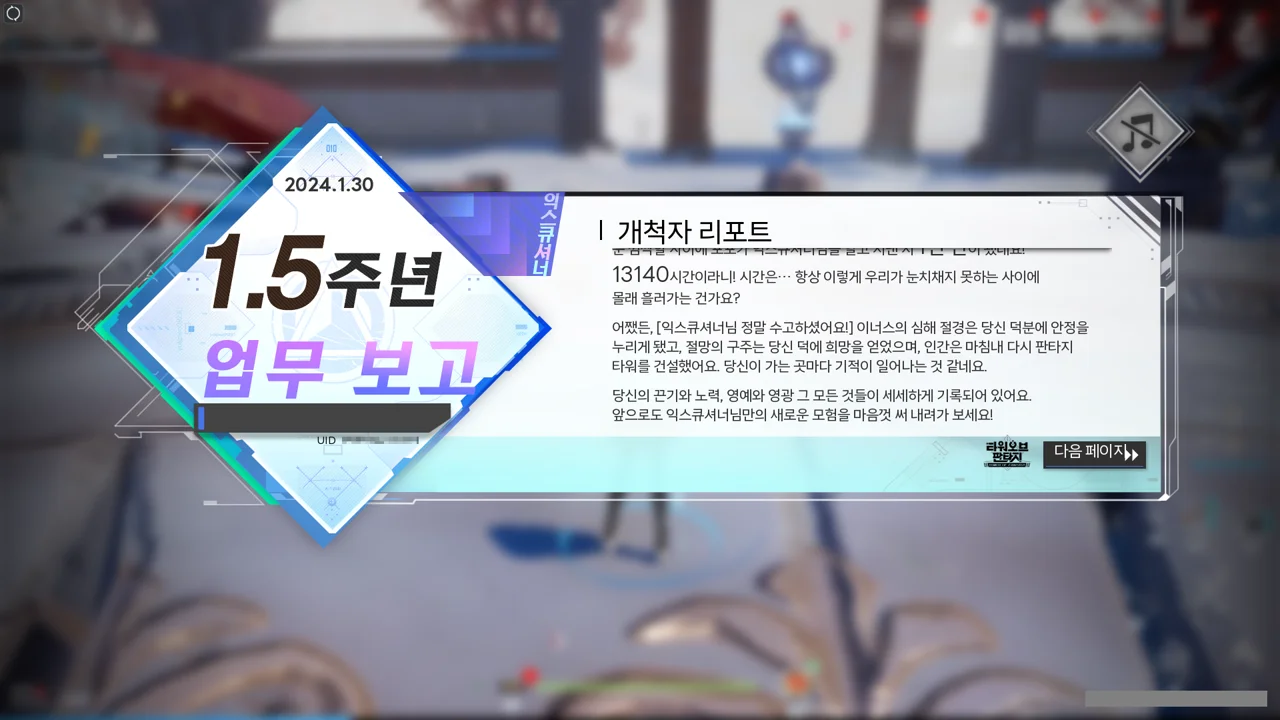 2024.1.30
1.5주년
업무 보고
UID
익스큐셔너
개척자 리포트
13140시간이라니! 시간은… 항상 이렇게 우리가 눈치채지 못하는 사이에
몰래 흘러가는 건가요?
어쨌든, [익스큐셔너님 정말 수고하셨어요!] 이너스의 심해 절경은 당신 덕분에 안정을
누리게 됐고, 절망의 구주는 당신 덕에 희망을 얻었으며, 인간은 마침내 다시 판타지
타워를 건설했어요. 당신이 가는 곳마다 기적이 일어나는 것 같네요.
당신의 끈기와 노력, 영예와 영광 그 모든 것들이 세세하게 기록되어 있어요.
앞으로도 익스큐셔너님만의 새로운 모험을 마음껏 써 내려가 보세요!
타워오브
판타지
다음 페이지